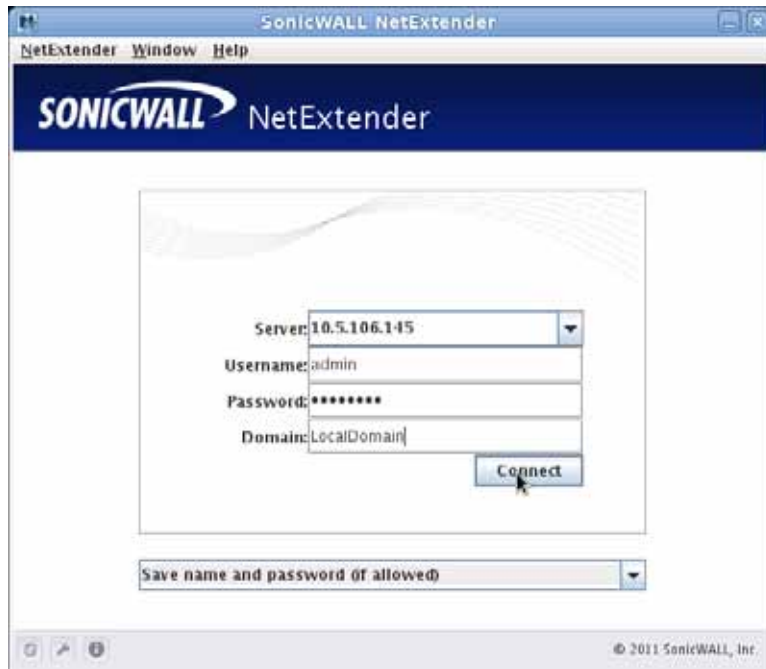 SonicWALL NetExtender
NetExtender Window Help
SONICWALL NetExtender
Server: 10.5.106.145
Username: admin
Password: ••••••••
Domain: LocalDomain
Connect
Save name and password (if allowed)
© 2011 SonicWALL, Inc.